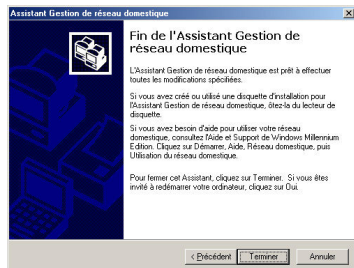 Assistant Gestion de réseau domestique
Fin de l'Assistant Gestion de
réseau domestique
L'Assistant Gestion de réseau domestique est prêt à effectuer
toutes les modifications spécifiées.
Si vous avez créé ou utilisé une disquette d'installation pour
l'Assistant Gestion de réseau domestique, ôtez-la du lecteur de
disquette.
Si vous avez besoin d'aide pour utiliser votre réseau
domestique, consultez l'Aide et Support de Windows Millennium
Edition. Cliquez sur Démarrer, Aide, Réseau domestique, puis
Utilisation du réseau domestique.
Pour fermer cet Assistant, cliquez sur Terminer. Si vous êtes
invité à redémarrer votre ordinateur, cliquez sur Oui.
< Précédent Terminer Annuler